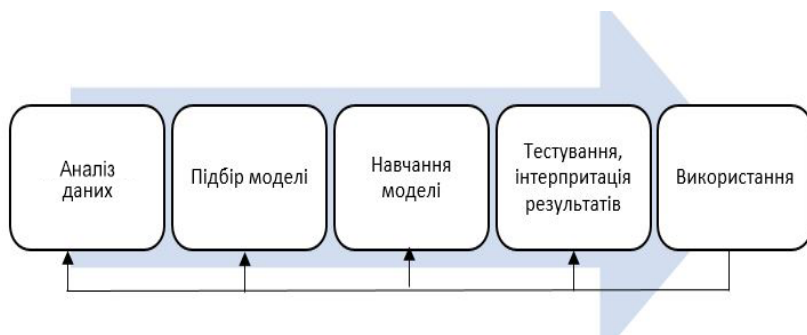 Аналіз
даних
Підбір моделі
Навчання
моделі
Тестування,
інтерпритація
результатів
Використання